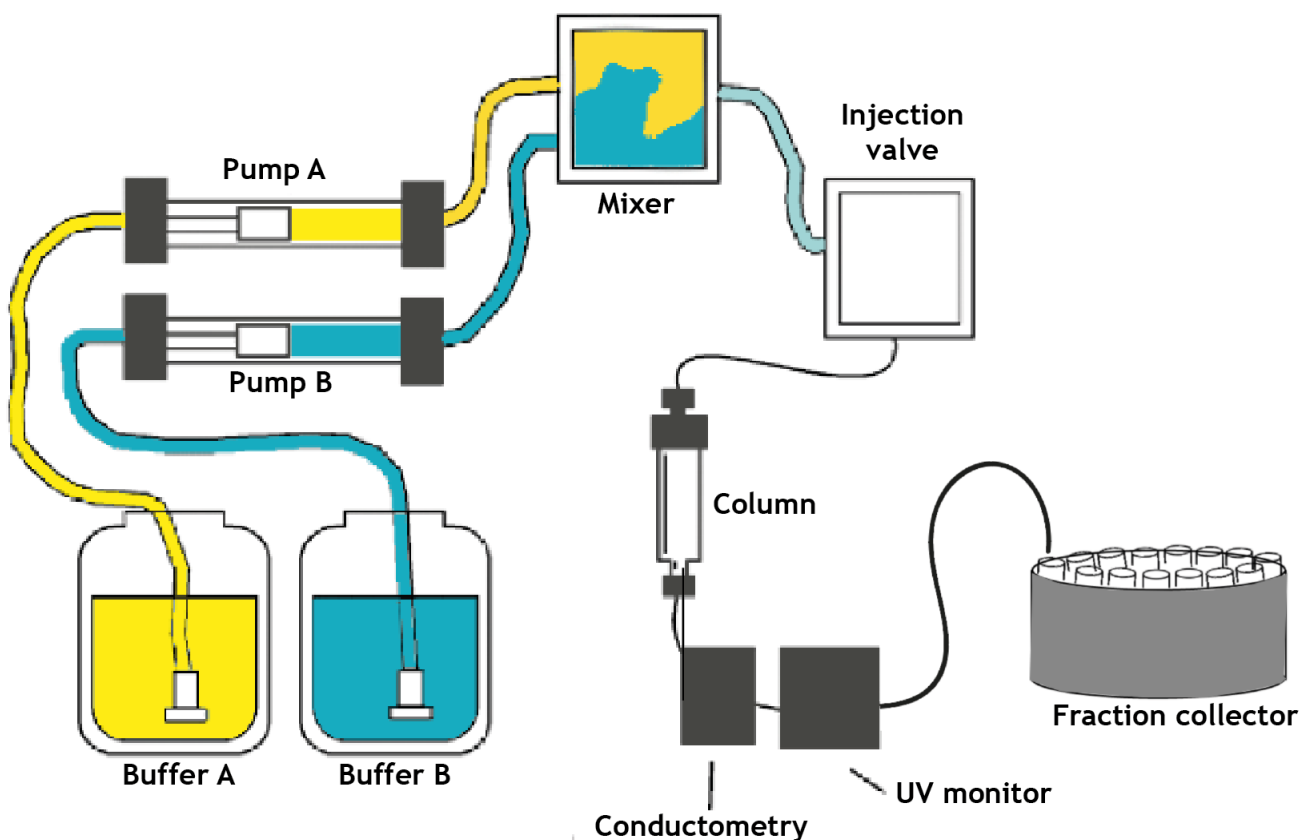 Pump A
Mixer
Injection
valve
Pump B
Column
Buffer A
Buffer B
Conductometry
UV monitor
Fraction collector